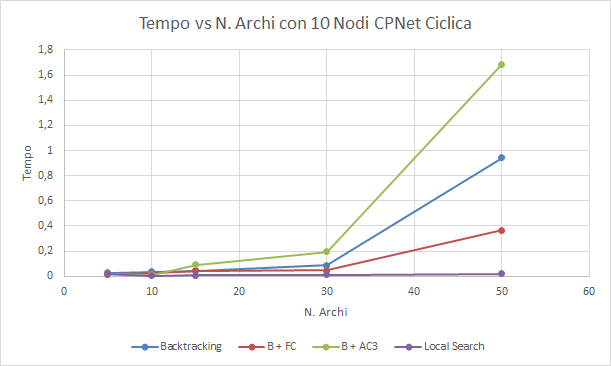 Tempo vs N. Archi con 10 Nodi CPNet Ciclica
1,8
1,6
1,4
1,2
1
0,8
0,6
0,4
0,2
0
Tempo
0 10 20 30 40 50 60
N. Archi
Backtracking B + FC B + AC3 Local Search